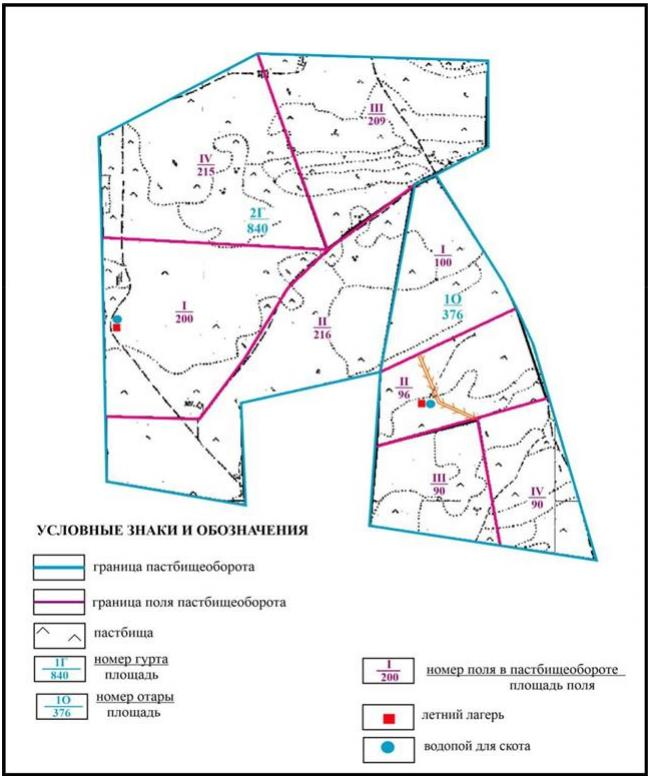 III
209
IV
215
2Г
840
I
100
1О
376
I
200
II
216
II
96
III
90
IV
90
УСЛОВНЫЕ ЗНАКИ И ОБОЗНАЧЕНИЯ
граница пастбищеоборота
граница поля пастбищеоборота
пастбища
1Г
840
номер гурта
площадь
1О
376
номер отары
площадь
I
200
номер поля в пастбищеобороте
площадь поля
летний лагерь
водопой для скота